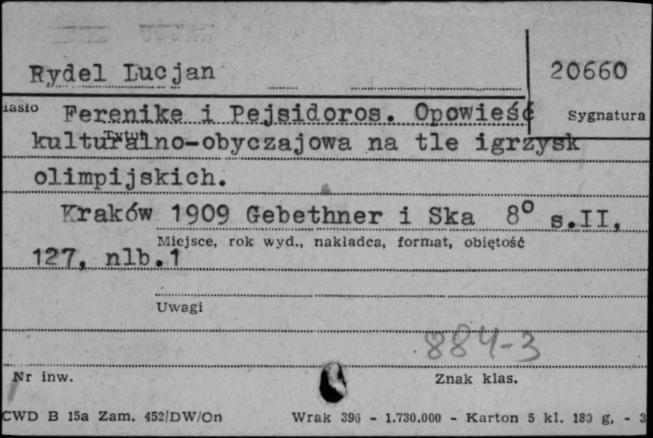 Rydel Lucjan
20660
Ferenike i Pejsidoros. Opowieść
Sygnatura
kulturalno-obyczajowa na tle igrzysk
olimpijskich.
Kraków 1909 Gebethner i Ska 8° s.II,
Miejsce, rok wyd., nakładca, format, objętość
127, nlb.1
Uwagi
884-3
Nr inw.
Znak klas.
CWD B 15a Zam. 452/DW/On Wrak 396 - 1.730.000 - Karton 5 kl. 180 g, - 3